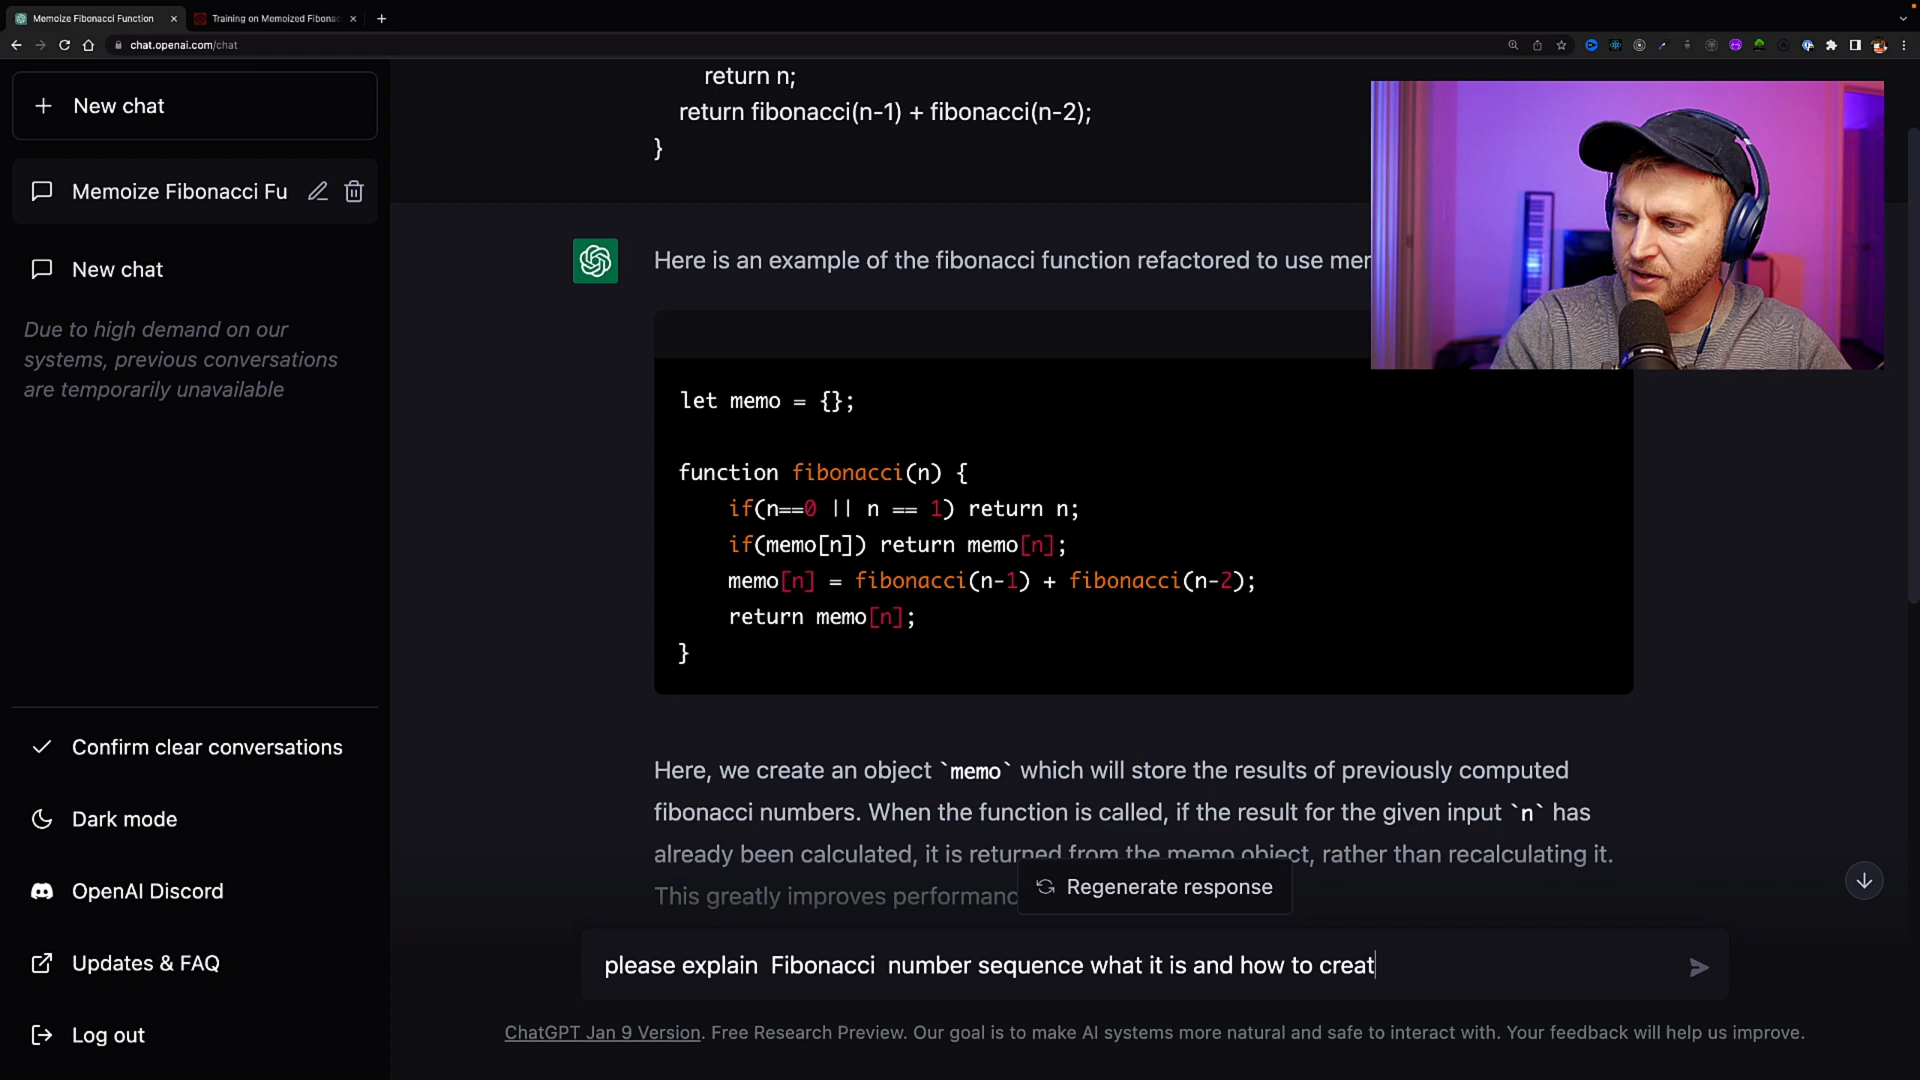 Memoize Fibonacci Function
Training on Memoized Fibonac
chat.openai.com/chat
New chat
Memoize Fibonacci Fu
New chat
Due to high demand on our
systems, previous conversations
are temporarily unavailable
Confirm clear conversations
Dark mode
OpenAI Discord
Updates & FAQ
Log out
return n;
return fibonacci(n-1) + fibonacci(n-2);
}
Here is an example of the fibonacci function refactored to use mem
let memo = {};
function fibonacci(n) {
if(n==0 || n == 1) return n;
if(memo[n]) return memo[n];
memo[n] = fibonacci(n-1) + fibonacci(n-2);
return memo[n];
}
Here, we create an object `memo` which will store the results of previously computed
fibonacci numbers. When the function is called, if the result for the given input `n` has
already been calculated, it is returned from the memo object, rather than recalculating it.
This greatly improves performanc
Regenerate response
please explain  Fibonacci  number sequence what it is and how to creat
ChatGPT Jan 9 Version. Free Research Preview. Our goal is to make AI systems more natural and safe to interact with. Your feedback will help us improve.